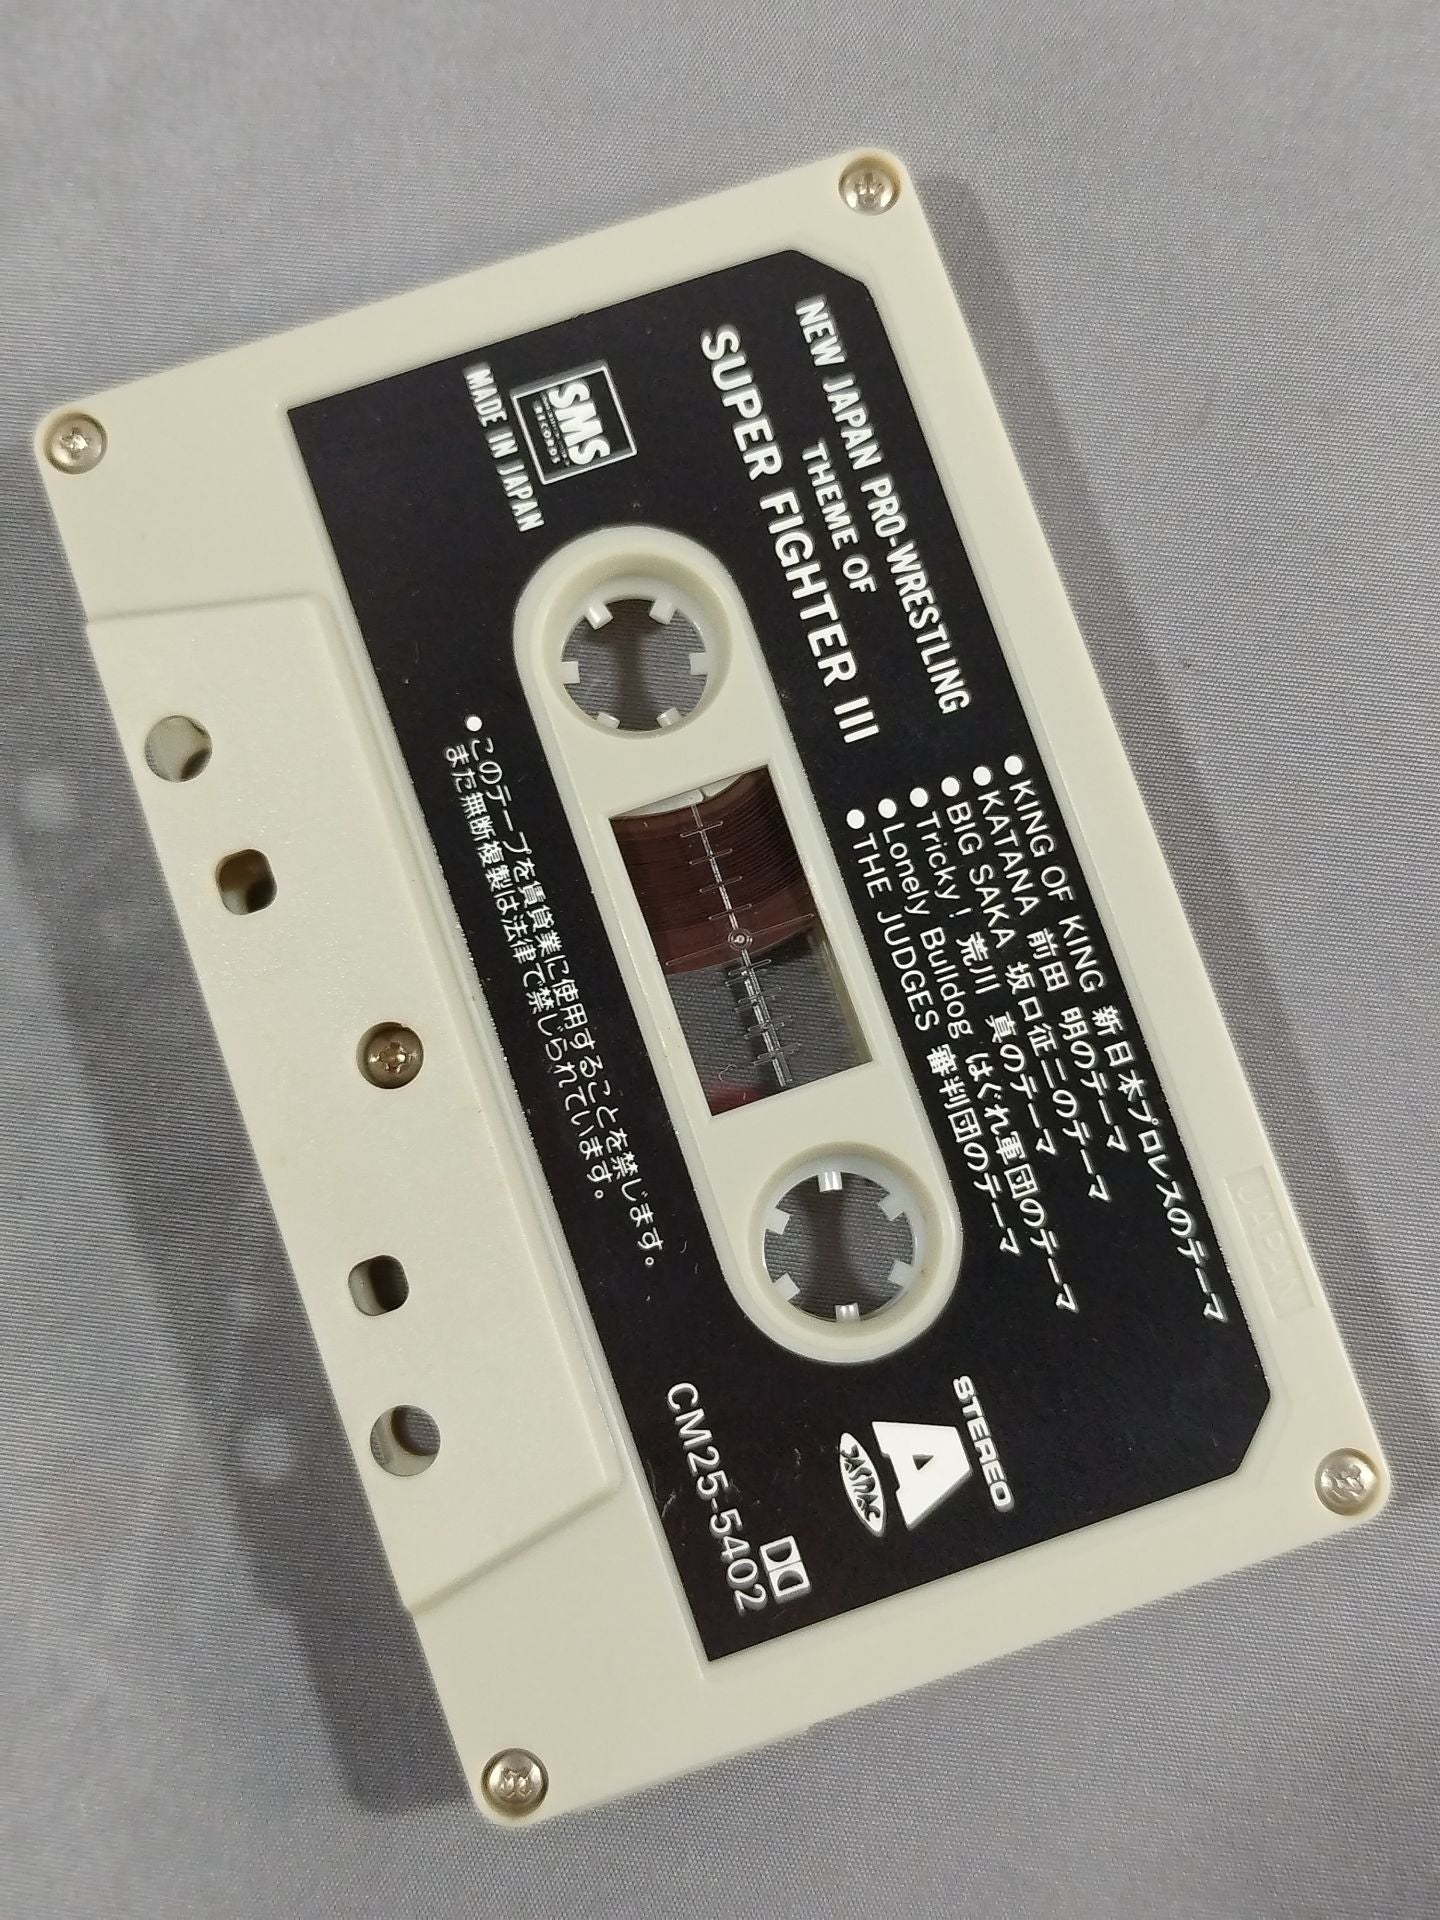 NEW JAPAN PRO-WRESTLING
THEME OF
SUPER FIGHTER III
●KING OF KING 新日本プロレスのテーマ
●KATANA 前田 明のテーマ
●BIG SAKA 坂口征二のテーマ
●Tricky! 荒川 真のテーマ
●Lonely Bulldog はぐれ軍団のテーマ
●THE JUDGES 審判団のテーマ
SMS
RECORDS
MADE IN JAPAN
STEREO
A
JASRAC
●このテープを賃貸業に使用することを禁じます。
また無断複製は法律で禁じられています。
CM25-5402
JAPAN